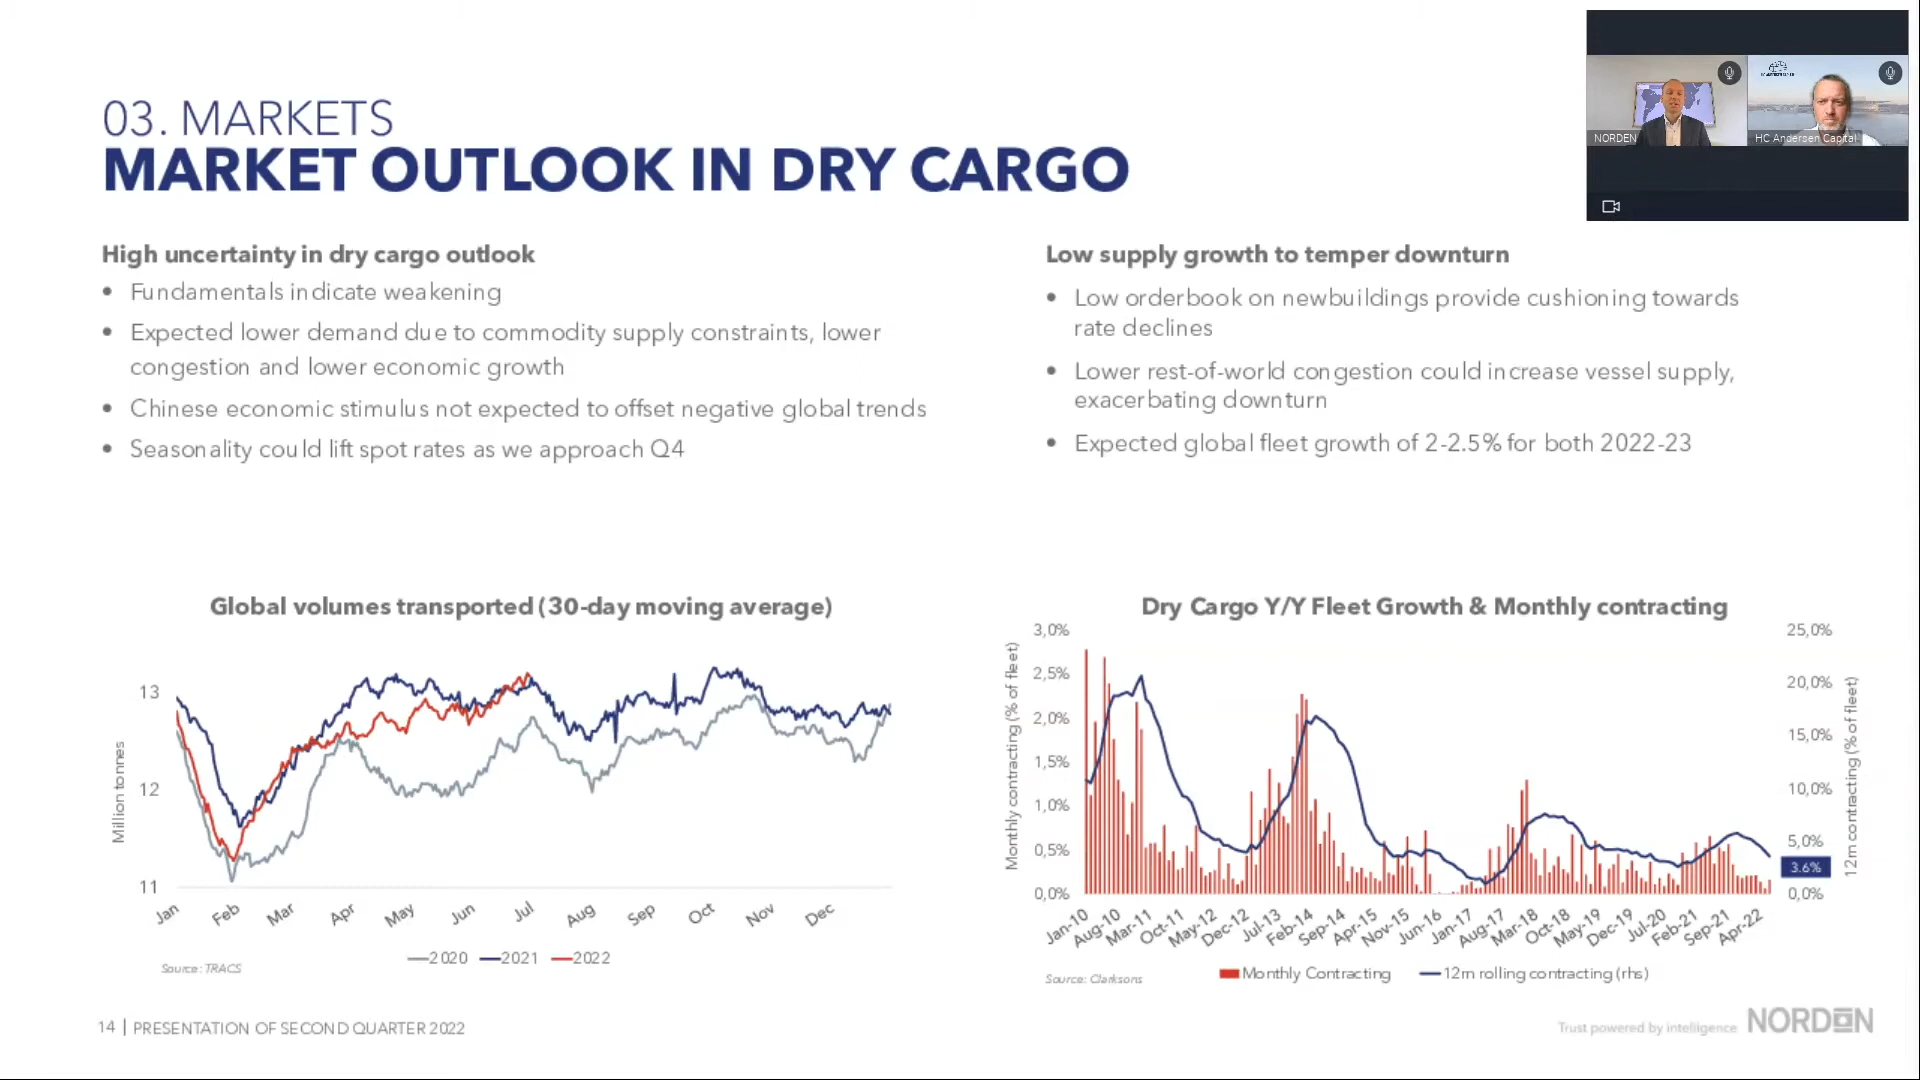 03. MARKETS
MARKET OUTLOOK IN DRY CARGO
NORDEN
HC Andersen Capital
High uncertainty in dry cargo outlook
• Fundamentals indicate weakening
• Expected lower demand due to commodity supply constraints, lower
congestion and lower economic growth
• Chinese economic stimulus not expected to offset negative global trends
• Seasonality could lift spot rates as we approach Q4
Low supply growth to temper downturn
• Low orderbook on newbuildings provide cushioning towards
rate declines
• Lower rest-of-world congestion could increase vessel supply,
exacerbating downturn
• Expected global fleet growth of 2-2.5% for both 2022-23
Global volumes transported (30-day moving average)
Million tonnes
13
12
11
Jan Feb Mar Apr May Jun Jul Aug Sep Oct Nov Dec
2020 2021 2022
Source: TRACS
Dry Cargo Y/Y Fleet Growth & Monthly contracting
Monthly contracting (% of fleet)
3,0%
2,5%
2,0%
1,5%
1,0%
0,5%
0,0%
25,0%
20,0%
15,0%
10,0%
5,0%
3.6%
0,0%
12m contracting (% of fleet)
Jan-10 Aug-10 Mar-11 Oct-11 May-12 Dec-12 Jul-13 Feb-14 Sep-14 Apr-15 Nov-15 Jun-16 Jan-17 Aug-17 Mar-18 Oct-18 May-19 Dec-19 Jul-20 Feb-21 Sep-21 Apr-22
Monthly Contracting 12m rolling contracting (rhs)
Source: Clarksons
14 | PRESENTATION OF SECOND QUARTER 2022
Trust powered by intelligence NORDEN